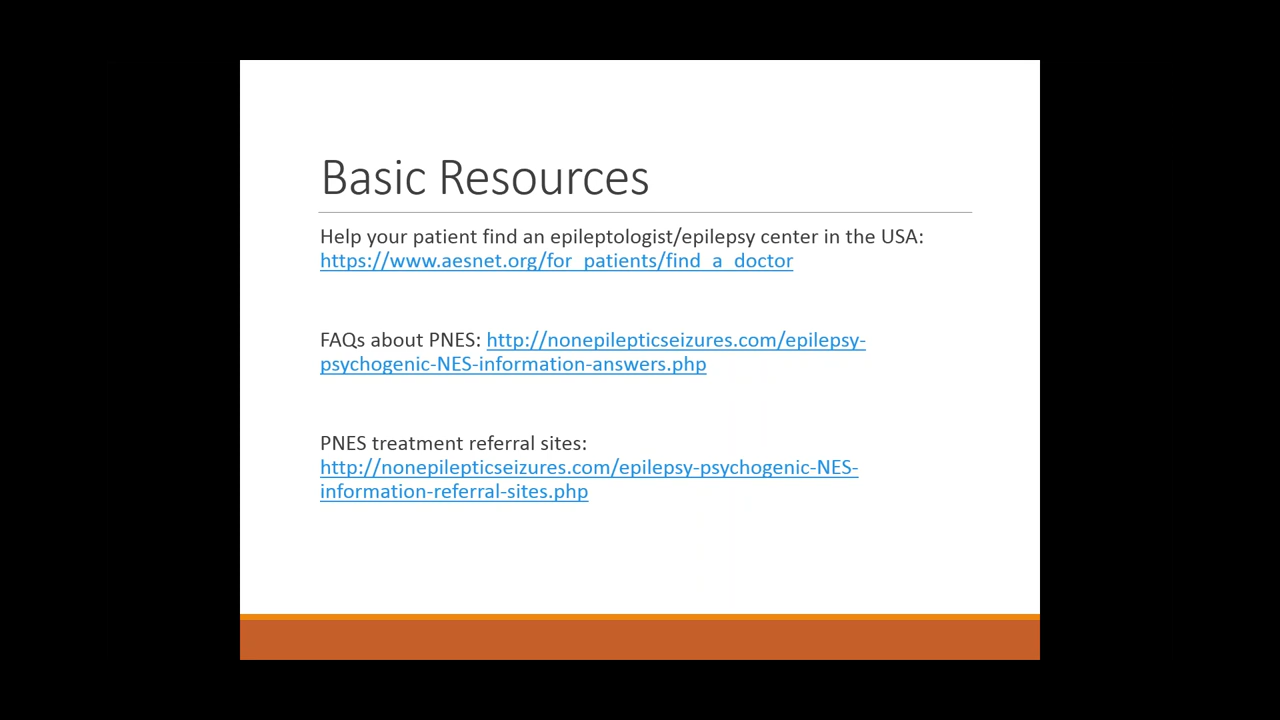 Basic Resources
Help your patient find an epileptologist/epilepsy center in the USA:
https://www.aesnet.org/for_patients/find_a_doctor
FAQs about PNES: http://nonepilepticseizures.com/epilepsy-
psychogenic-NES-information-answers.php
PNES treatment referral sites:
http://nonepilepticseizures.com/epilepsy-psychogenic-NES-
information-referral-sites.php